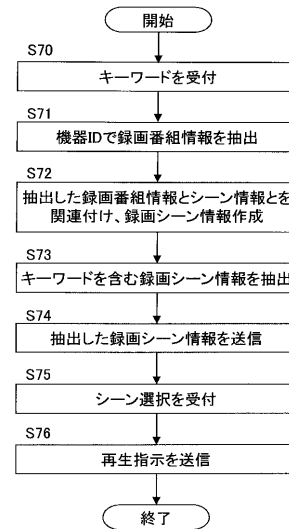 開始
S70
キーワードを受付
S71
機器IDで録画番組情報を抽出
S72
抽出した録画番組情報とシーン情報とを
関連付け、録画シーン情報作成
S73
キーワードを含む録画シーン情報を抽出
S74
抽出した録画シーン情報を送信
S75
シーン選択を受付
S76
再生指示を送信
終了